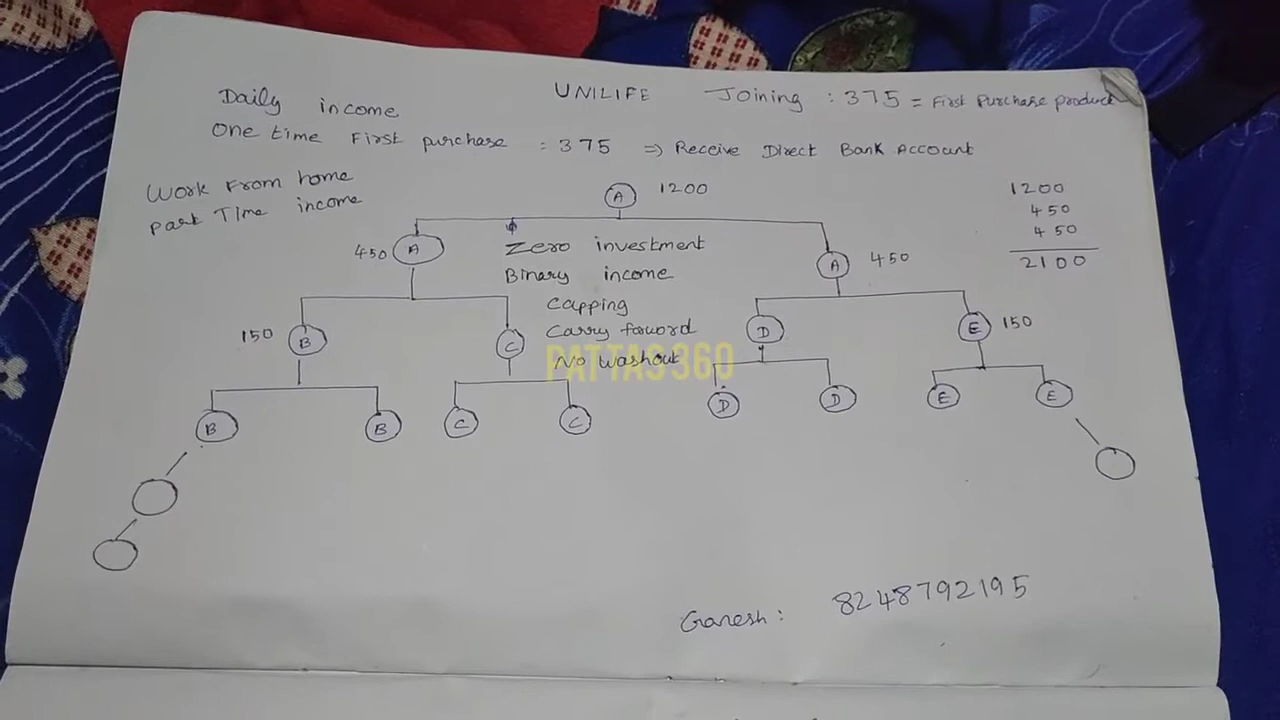 Daily income
UNILIFE Joining : 375 = First Purchase product
One time First purchase : 375 => Receive Direct Bank Account
Work From home
Part Time income
A 1200
1200
450
450
2100
450 A
Zero investment
Binary income
Capping
Carry forword
No washout
A 450
150 B
C
D
E 150
B B C C D D E E
PATTAS360
Ganesh : 8248792195